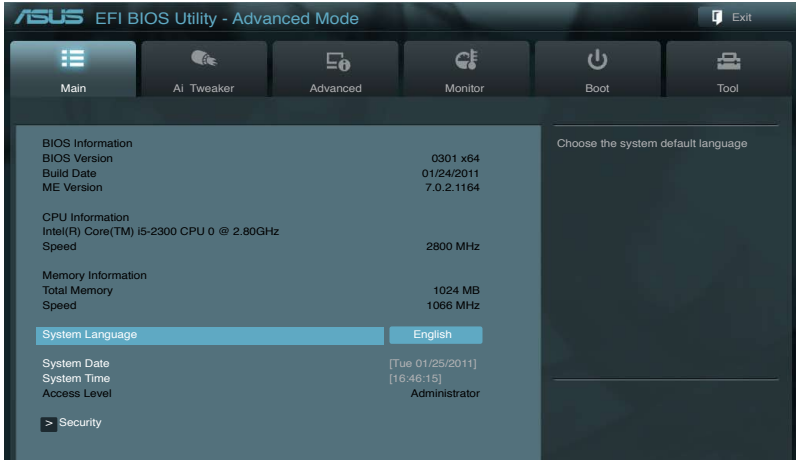 ASUS EFI BIOS Utility - Advanced Mode
Exit
Main
Ai Tweaker
Advanced
Monitor
Boot
Tool
BIOS Information
BIOS Version 0301 x64
Build Date 01/24/2011
ME Version 7.0.2.1164
CPU Information
Intel(R) Core(TM) i5-2300 CPU 0 @ 2.80GHz
Speed 2800 MHz
Memory Information
Total Memory 1024 MB
Speed 1066 MHz
System Language English
System Date [Tue 01/25/2011]
System Time [16:46:15]
Access Level Administrator
> Security
Choose the system default language